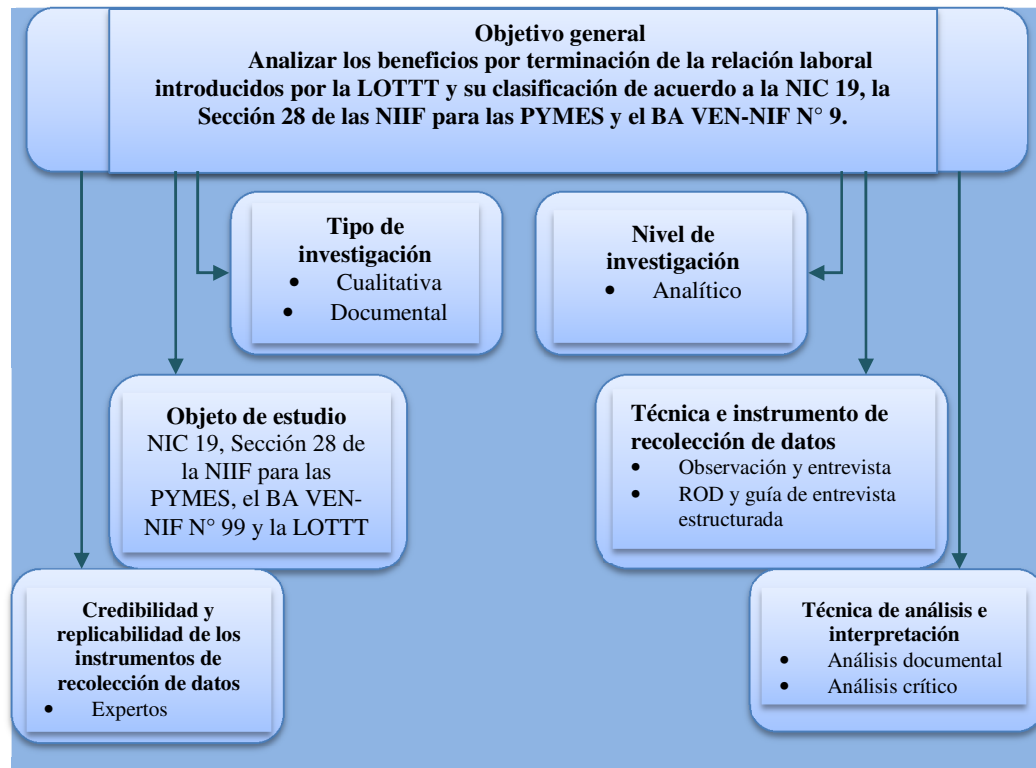 Objetivo general
Analizar los beneficios por terminación de la relación laboral
introducidos por la LOTTT y su clasificación de acuerdo a la NIC 19, la
Sección 28 de las NIIF para las PYMES y el BA VEN-NIF N° 9.
Tipo de
investigación
• Cualitativa
• Documental
Nivel de
investigación
• Analítico
Objeto de estudio
NIC 19, Sección 28 de
la NIIF para las
PYMES, el BA VEN-
NIF N° 99 y la LOTTT
Técnica e instrumento de
recolección de datos
• Observación y entrevista
• ROD y guía de entrevista
estructurada
Credibilidad y
replicabilidad de los
instrumentos de
recolección de datos
• Expertos
Técnica de análisis e
interpretación
• Análisis documental
• Análisis crítico